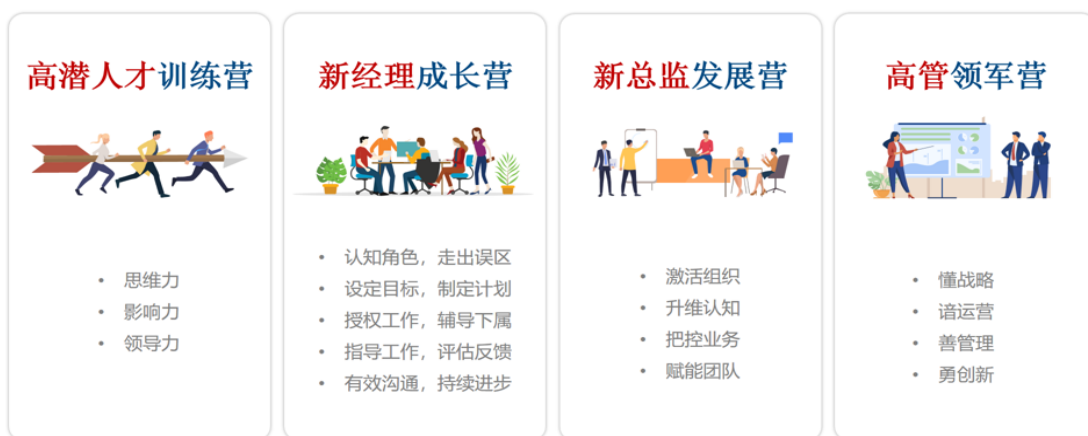 高潜人才训练营
思维力
影响力
领导力
新经理成长营
认知角色，走出误区
设定目标，制定计划
授权工作，辅导下属
指导工作，评估反馈
有效沟通，持续进步
新总监发展营
激活组织
升维认知
把控业务
赋能团队
高管领军营
懂战略
谙运营
善管理
勇创新